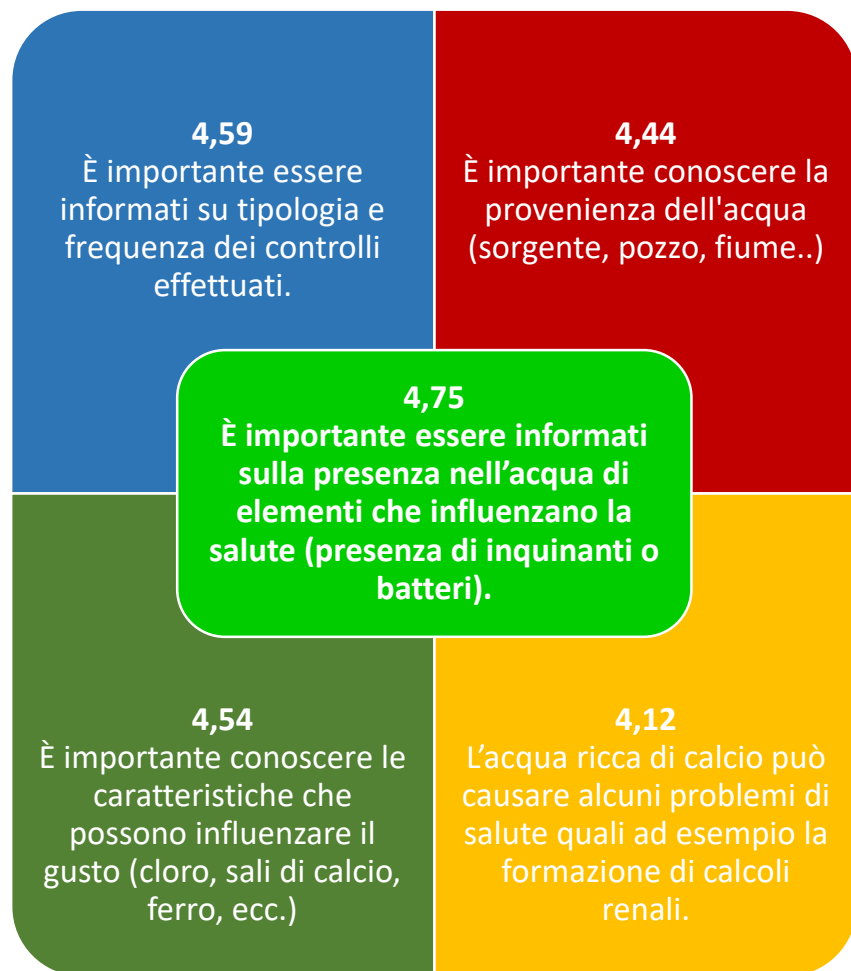 4,59
È importante essere
informati su tipologia e
frequenza dei controlli
effettuati.
4,44
È importante conoscere la
provenienza dell'acqua
(sorgente, pozzo, fiume..)
4,75
È importante essere informati
sulla presenza nell’acqua di
elementi che influenzano la
salute (presenza di inquinanti o
batteri).
4,54
È importante conoscere le
caratteristiche che
possono influenzare il
gusto (cloro, sali di calcio,
ferro, ecc.)
4,12
L’acqua ricca di calcio può
causare alcuni problemi di
salute quali ad esempio la
formazione di calcoli
renali.